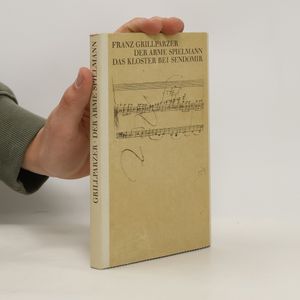 FRANZ GRILLPARZER
DER ARME SPIELMANN
DAS KLOSTER BEI SENDOMIR
GRILLPARZER DER ARME SPIELMANN